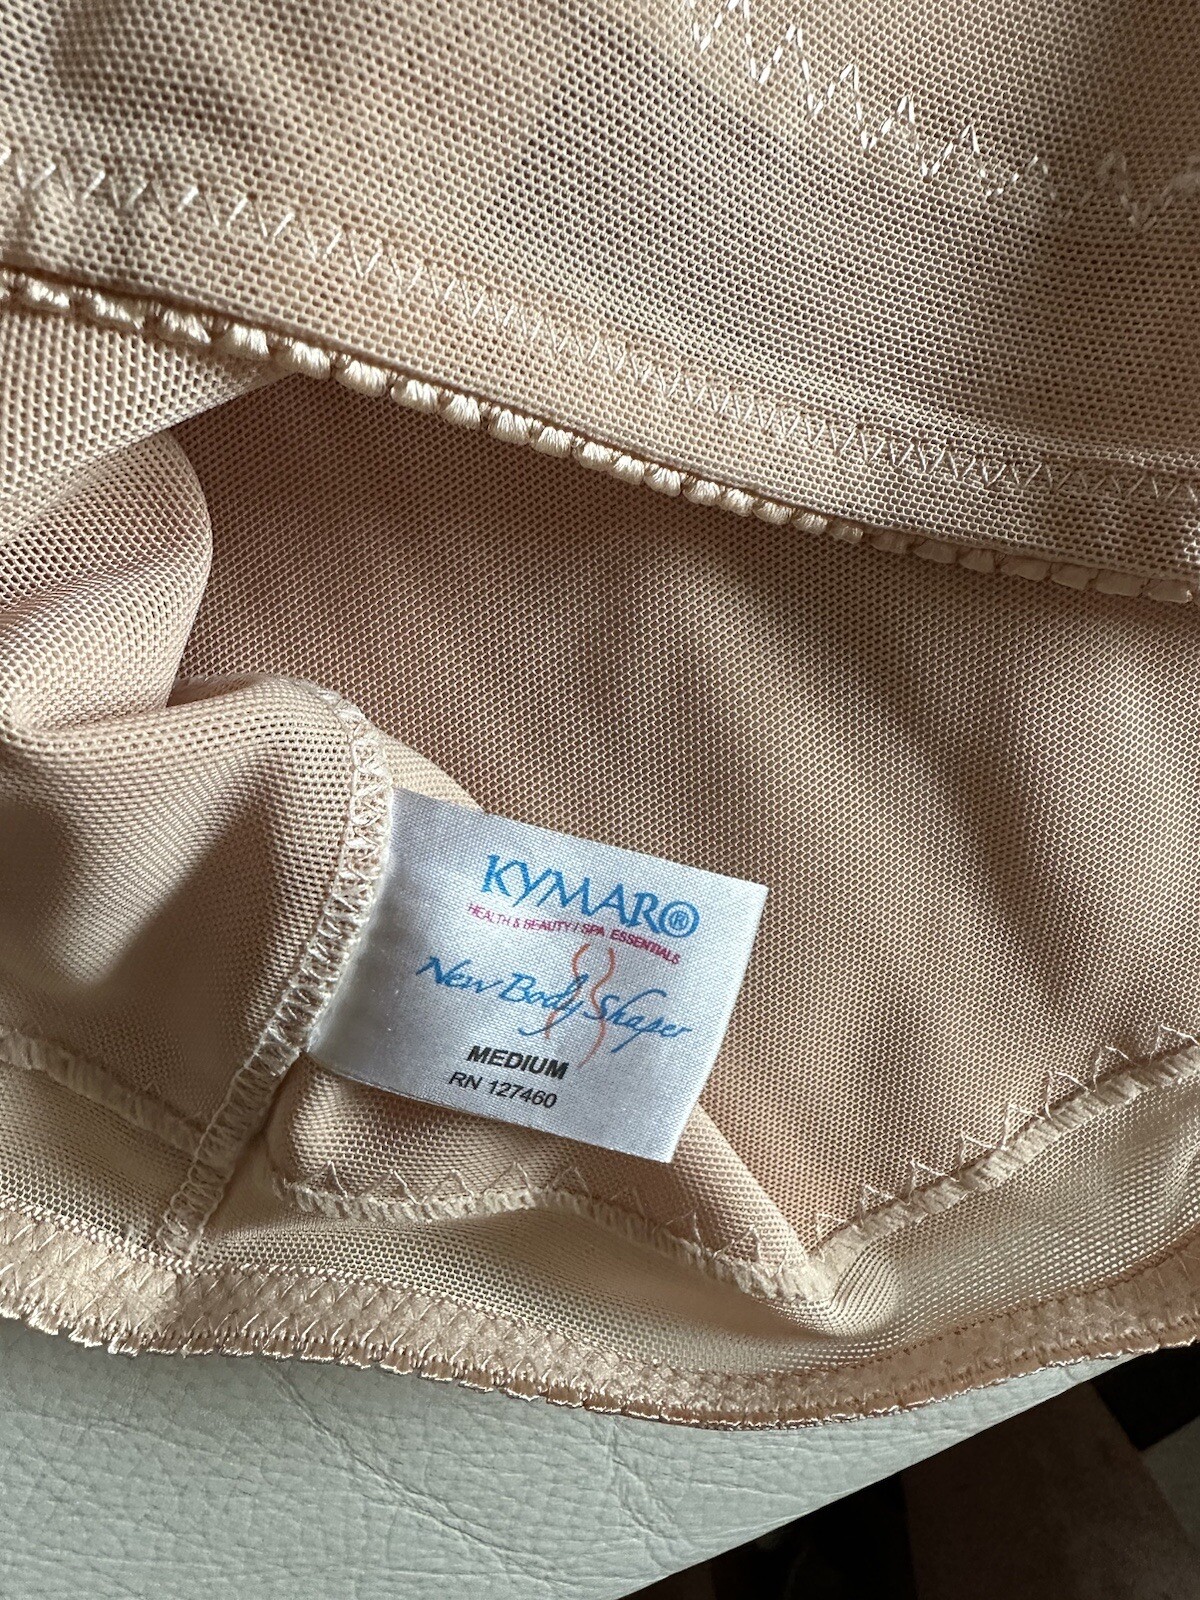 KYMARO®
HEALTH & BEAUTY / SPA ESSENTIALS
New Body Shaper
MEDIUM
RN 127460